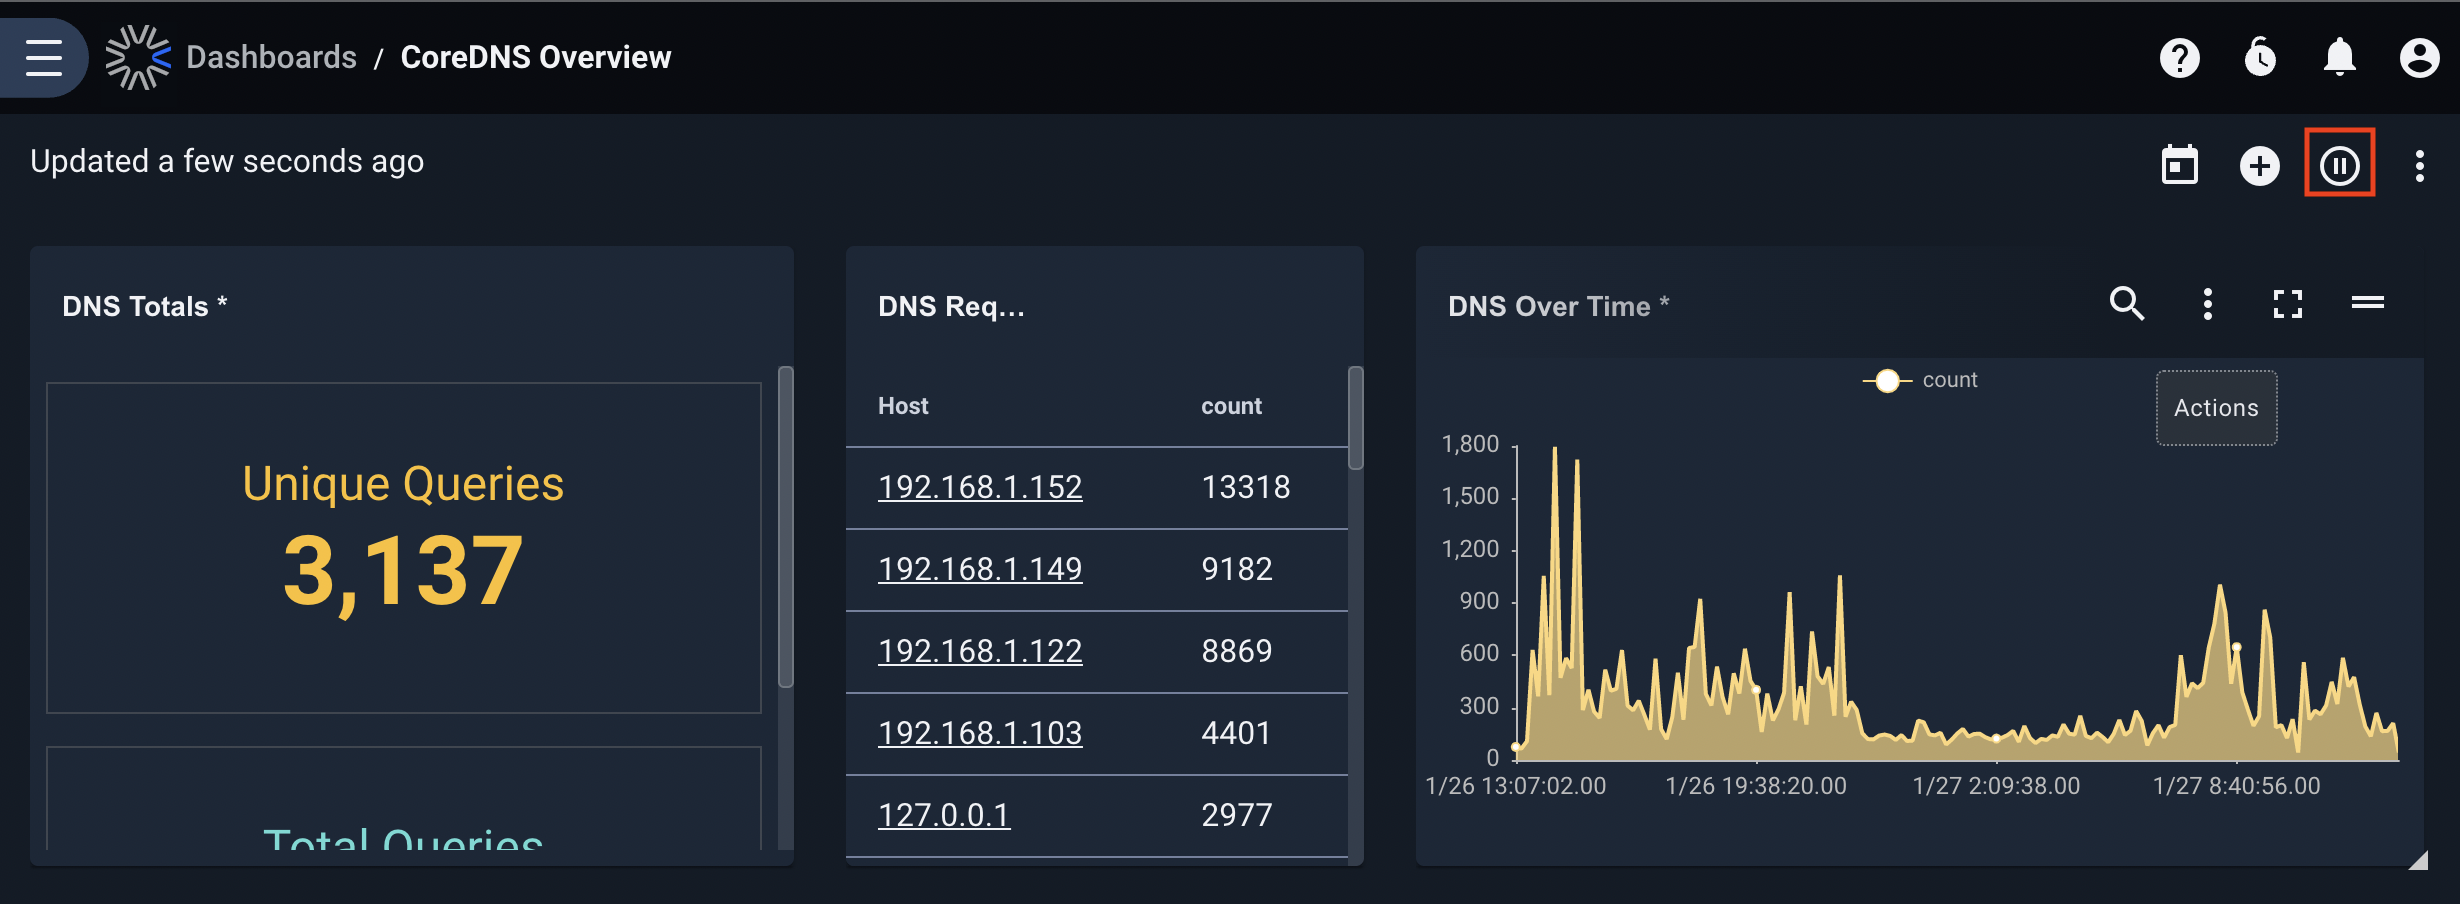 Dashboards / CoreDNS Overview
Updated a few seconds ago
DNS Totals *
Unique Queries
3,137
Total Queries
DNS Req...
Host count
192.168.1.152 13318
192.168.1.149 9182
192.168.1.122 8869
192.168.1.103 4401
127.0.0.1 2977
DNS Over Time *
count
Actions
1,800
1,500
1,200
900
600
300
0
1/26 13:07:02.00 1/26 19:38:20.00 1/27 2:09:38.00 1/27 8:40:56.00